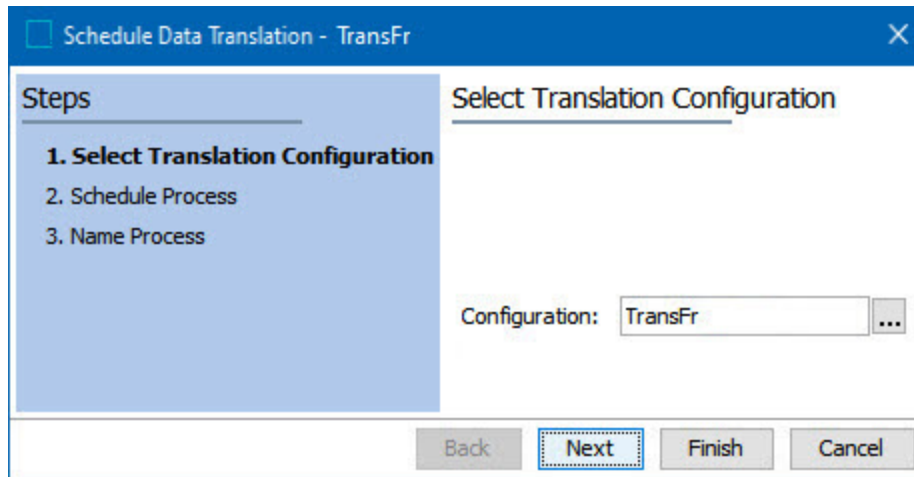 Schedule Data Translation - TransFr
Steps
1. Select Translation Configuration
2. Schedule Process
3. Name Process
Select Translation Configuration
Configuration: TransFr ...
Back Next Finish Cancel